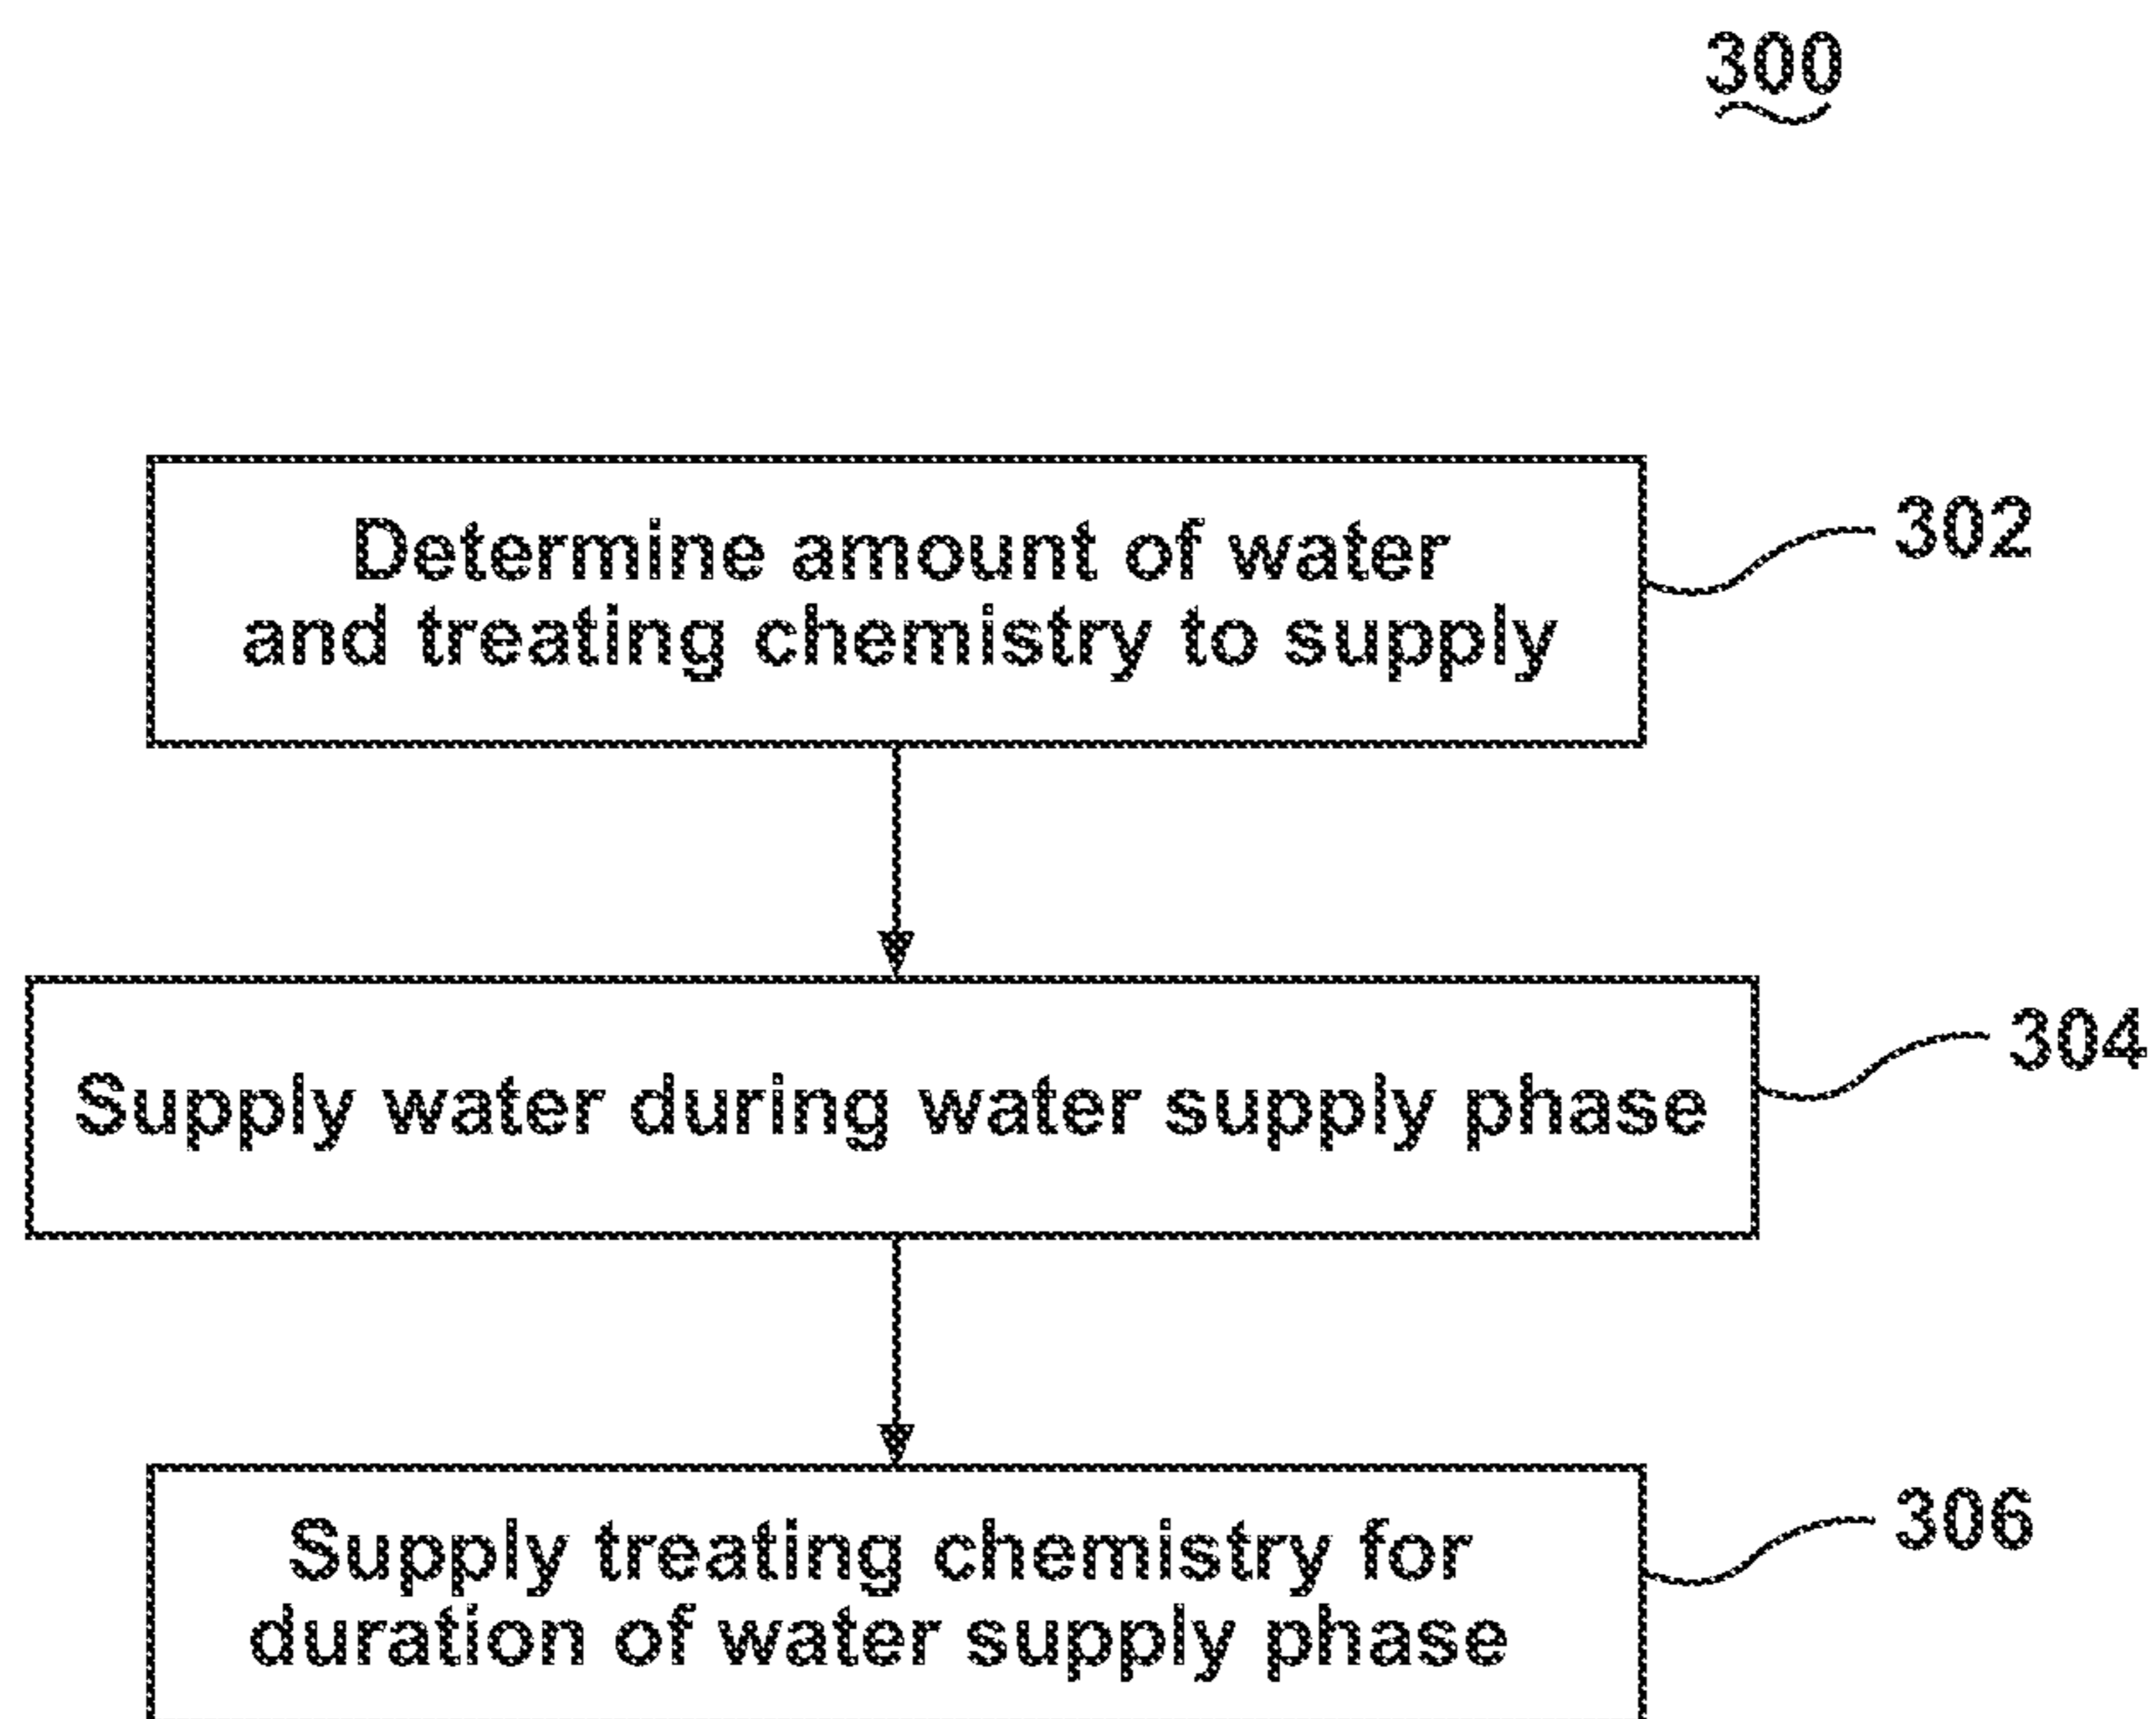 300
Determine amount of water
and treating chemistry to supply
302
Supply water during water supply phase
304
Supply treating chemistry for
duration of water supply phase
306